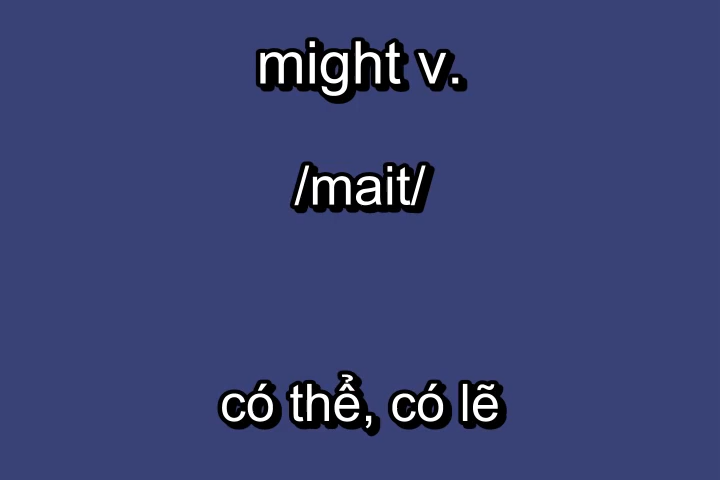 might v.
/mait/
có thể, có lẽ